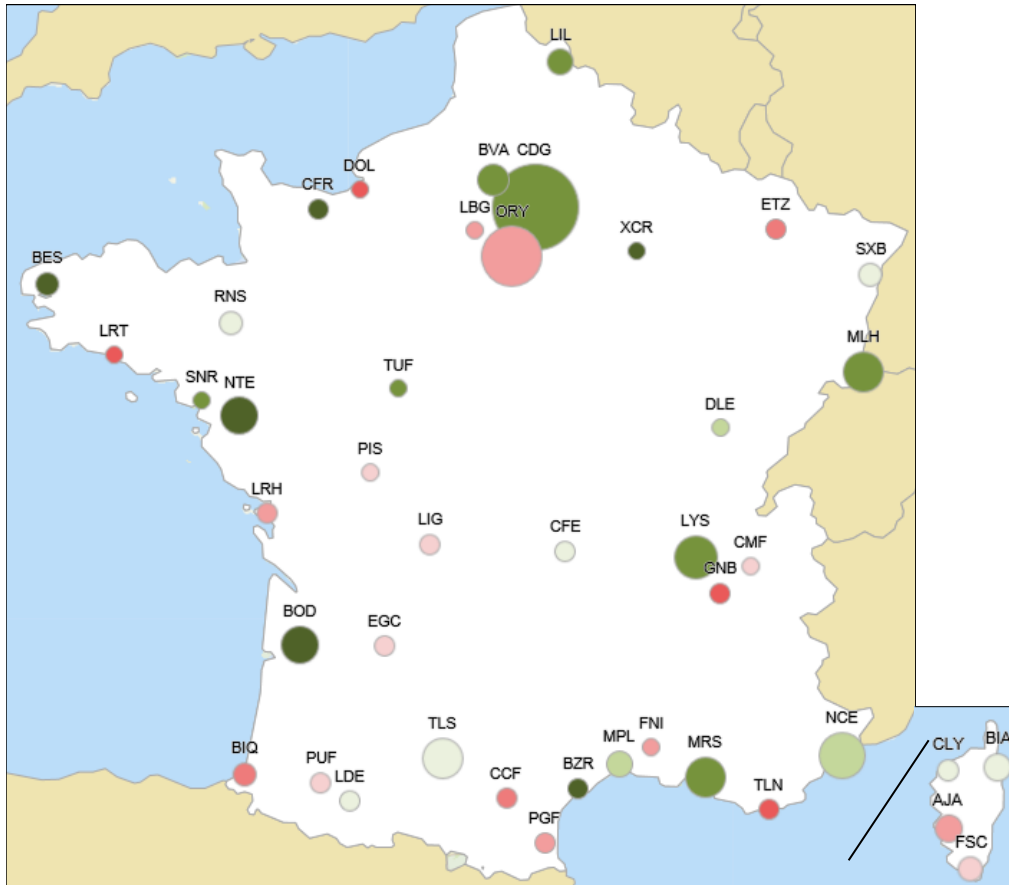 LIL
BVA CDG
DOL
CFR
LBG ORY
ETZ
XCR
SXB
BES
RNS
LRT
MLH
TUF
SNR NTE
DLE
PIS
LRH
LIG
CFE
LYS
CMF
GNB
BOD
EGC
NCE
TLS
FNI
MPL
MRS
BIQ
PUF
LDE
CCF
BZR
TLN
PGF
CLY BIA
AJA
FSC